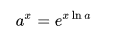 a^x = e^{x ln a}